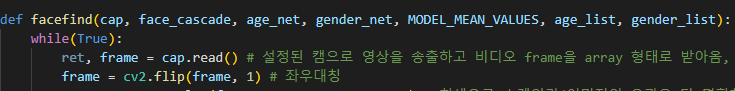 def facefind(cap, face_cascade, age_net, gender_net, MODEL_MEAN_VALUES, age_list, gender_list):
while(True):
ret, frame = cap.read() # 설정된 캠으로 영상을 송출하고 비디오 frame을 array 형태로 받아옴,
frame = cv2.flip(frame, 1) # 좌우대칭